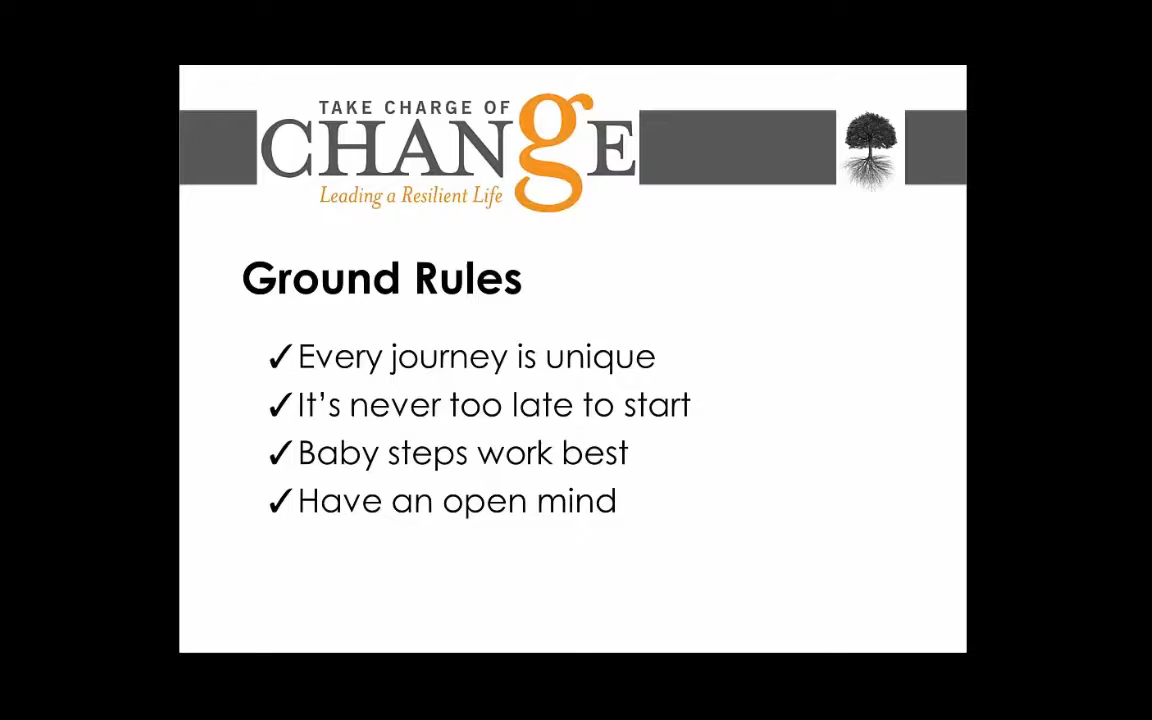 TAKE CHARGE OF
CHANgE
Leading a Resilient Life
Ground Rules
✓Every journey is unique
✓It’s never too late to start
✓Baby steps work best
✓Have an open mind